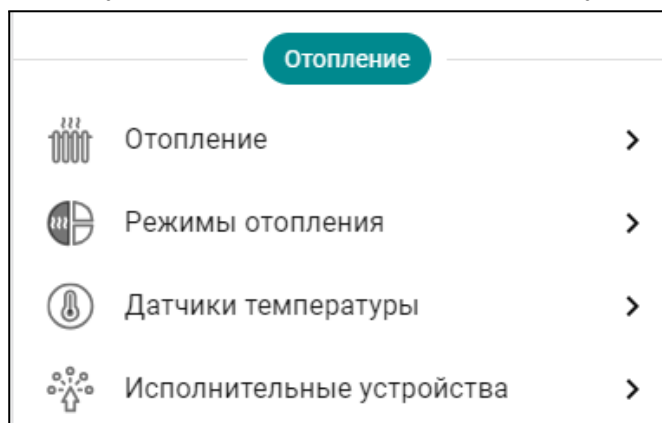 Отопление
Отопление
Режимы отопления
Датчики температуры
Исполнительные устройства